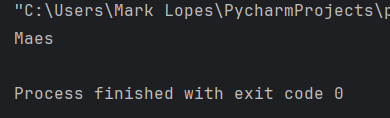 "C:\Users\Mark Lopes\PycharmProjects\
Maes
Process finished with exit code 0